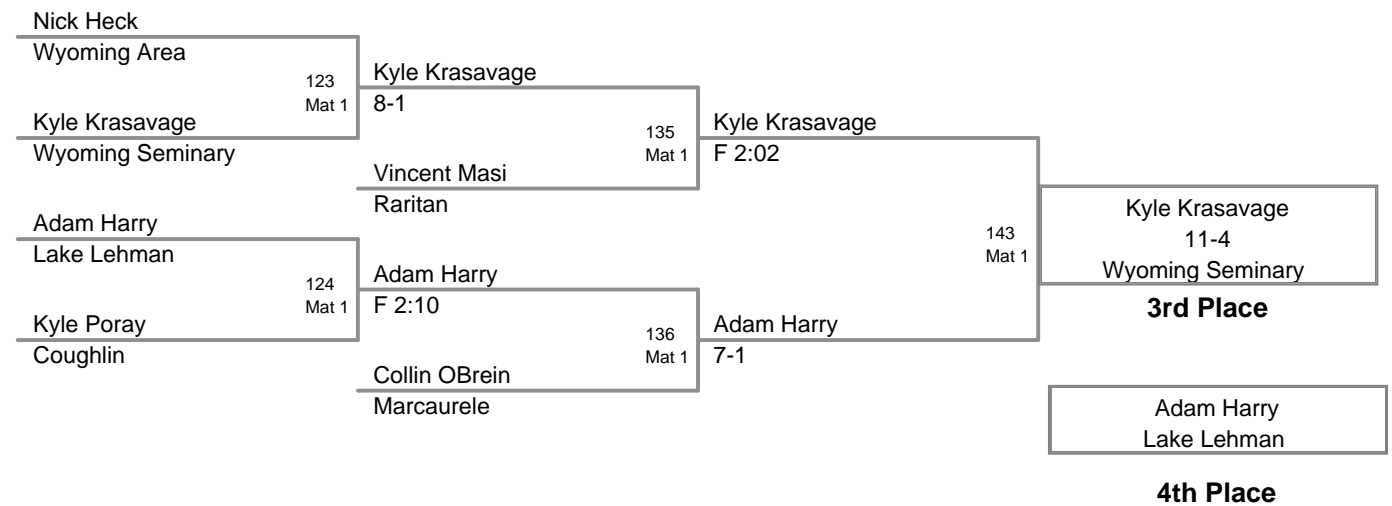 Nick Heck
Wyoming Area
123
Mat 1
Kyle Krasavage
8-1
Kyle Krasavage
Wyoming Seminary
135
Mat 1
Kyle Krasavage
F 2:02
Vincent Masi
Raritan
Adam Harry
Lake Lehman
124
Mat 1
Adam Harry
F 2:10
Kyle Poray
Coughlin
136
Mat 1
Adam Harry
7-1
Collin OBrein
Marcaurele
143
Mat 1
Kyle Krasavage
11-4
Wyoming Seminary
3rd Place
Adam Harry
Lake Lehman
4th Place